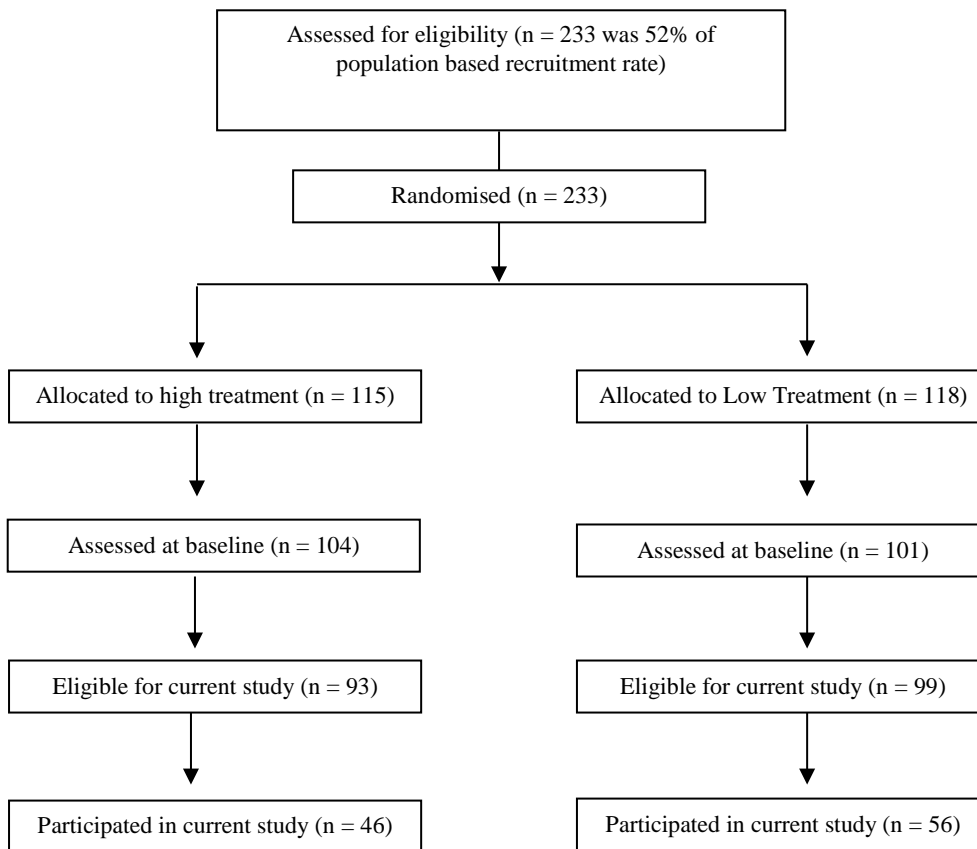 Assessed for eligibility (n = 233 was 52% of
population based recruitment rate)
Randomised (n = 233)
Allocated to high treatment (n = 115)
Allocated to Low Treatment (n = 118)
Assessed at baseline (n = 104)
Assessed at baseline (n = 101)
Eligible for current study (n = 93)
Eligible for current study (n = 99)
Participated in current study (n = 46)
Participated in current study (n = 56)